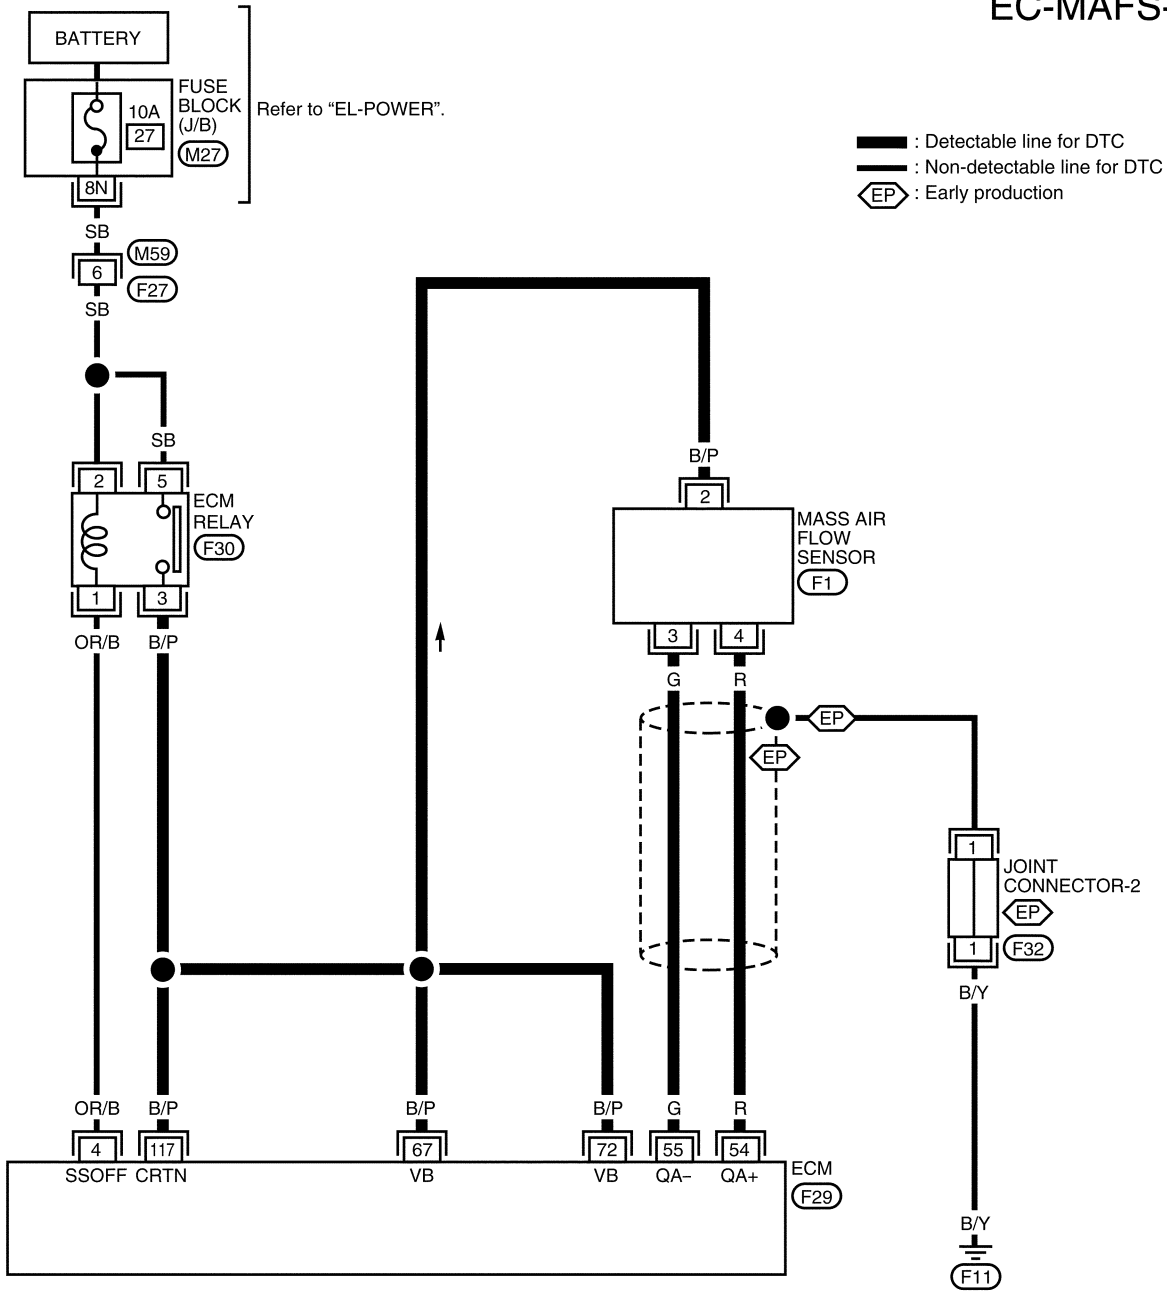 EC-MAFS-
BATTERY
FUSE
BLOCK
(J/B)
M27
10A
27
8N
Refer to “EL-POWER”.
: Detectable line for DTC
: Non-detectable line for DTC
EP : Early production
SB
M59
6
F27
SB
SB
2 5
ECM
RELAY
F30
1 3
OR/B B/P
B/P
2
MASS AIR
FLOW
SENSOR
F1
3 4
G R
EP
EP
1
JOINT
CONNECTOR-2
EP
1
F32
B/Y
OR/B B/P B/P B/P G R
4 117 67 72 55 54
SSOFF CRTN VB VB QA– QA+
ECM
F29
B/Y
F11